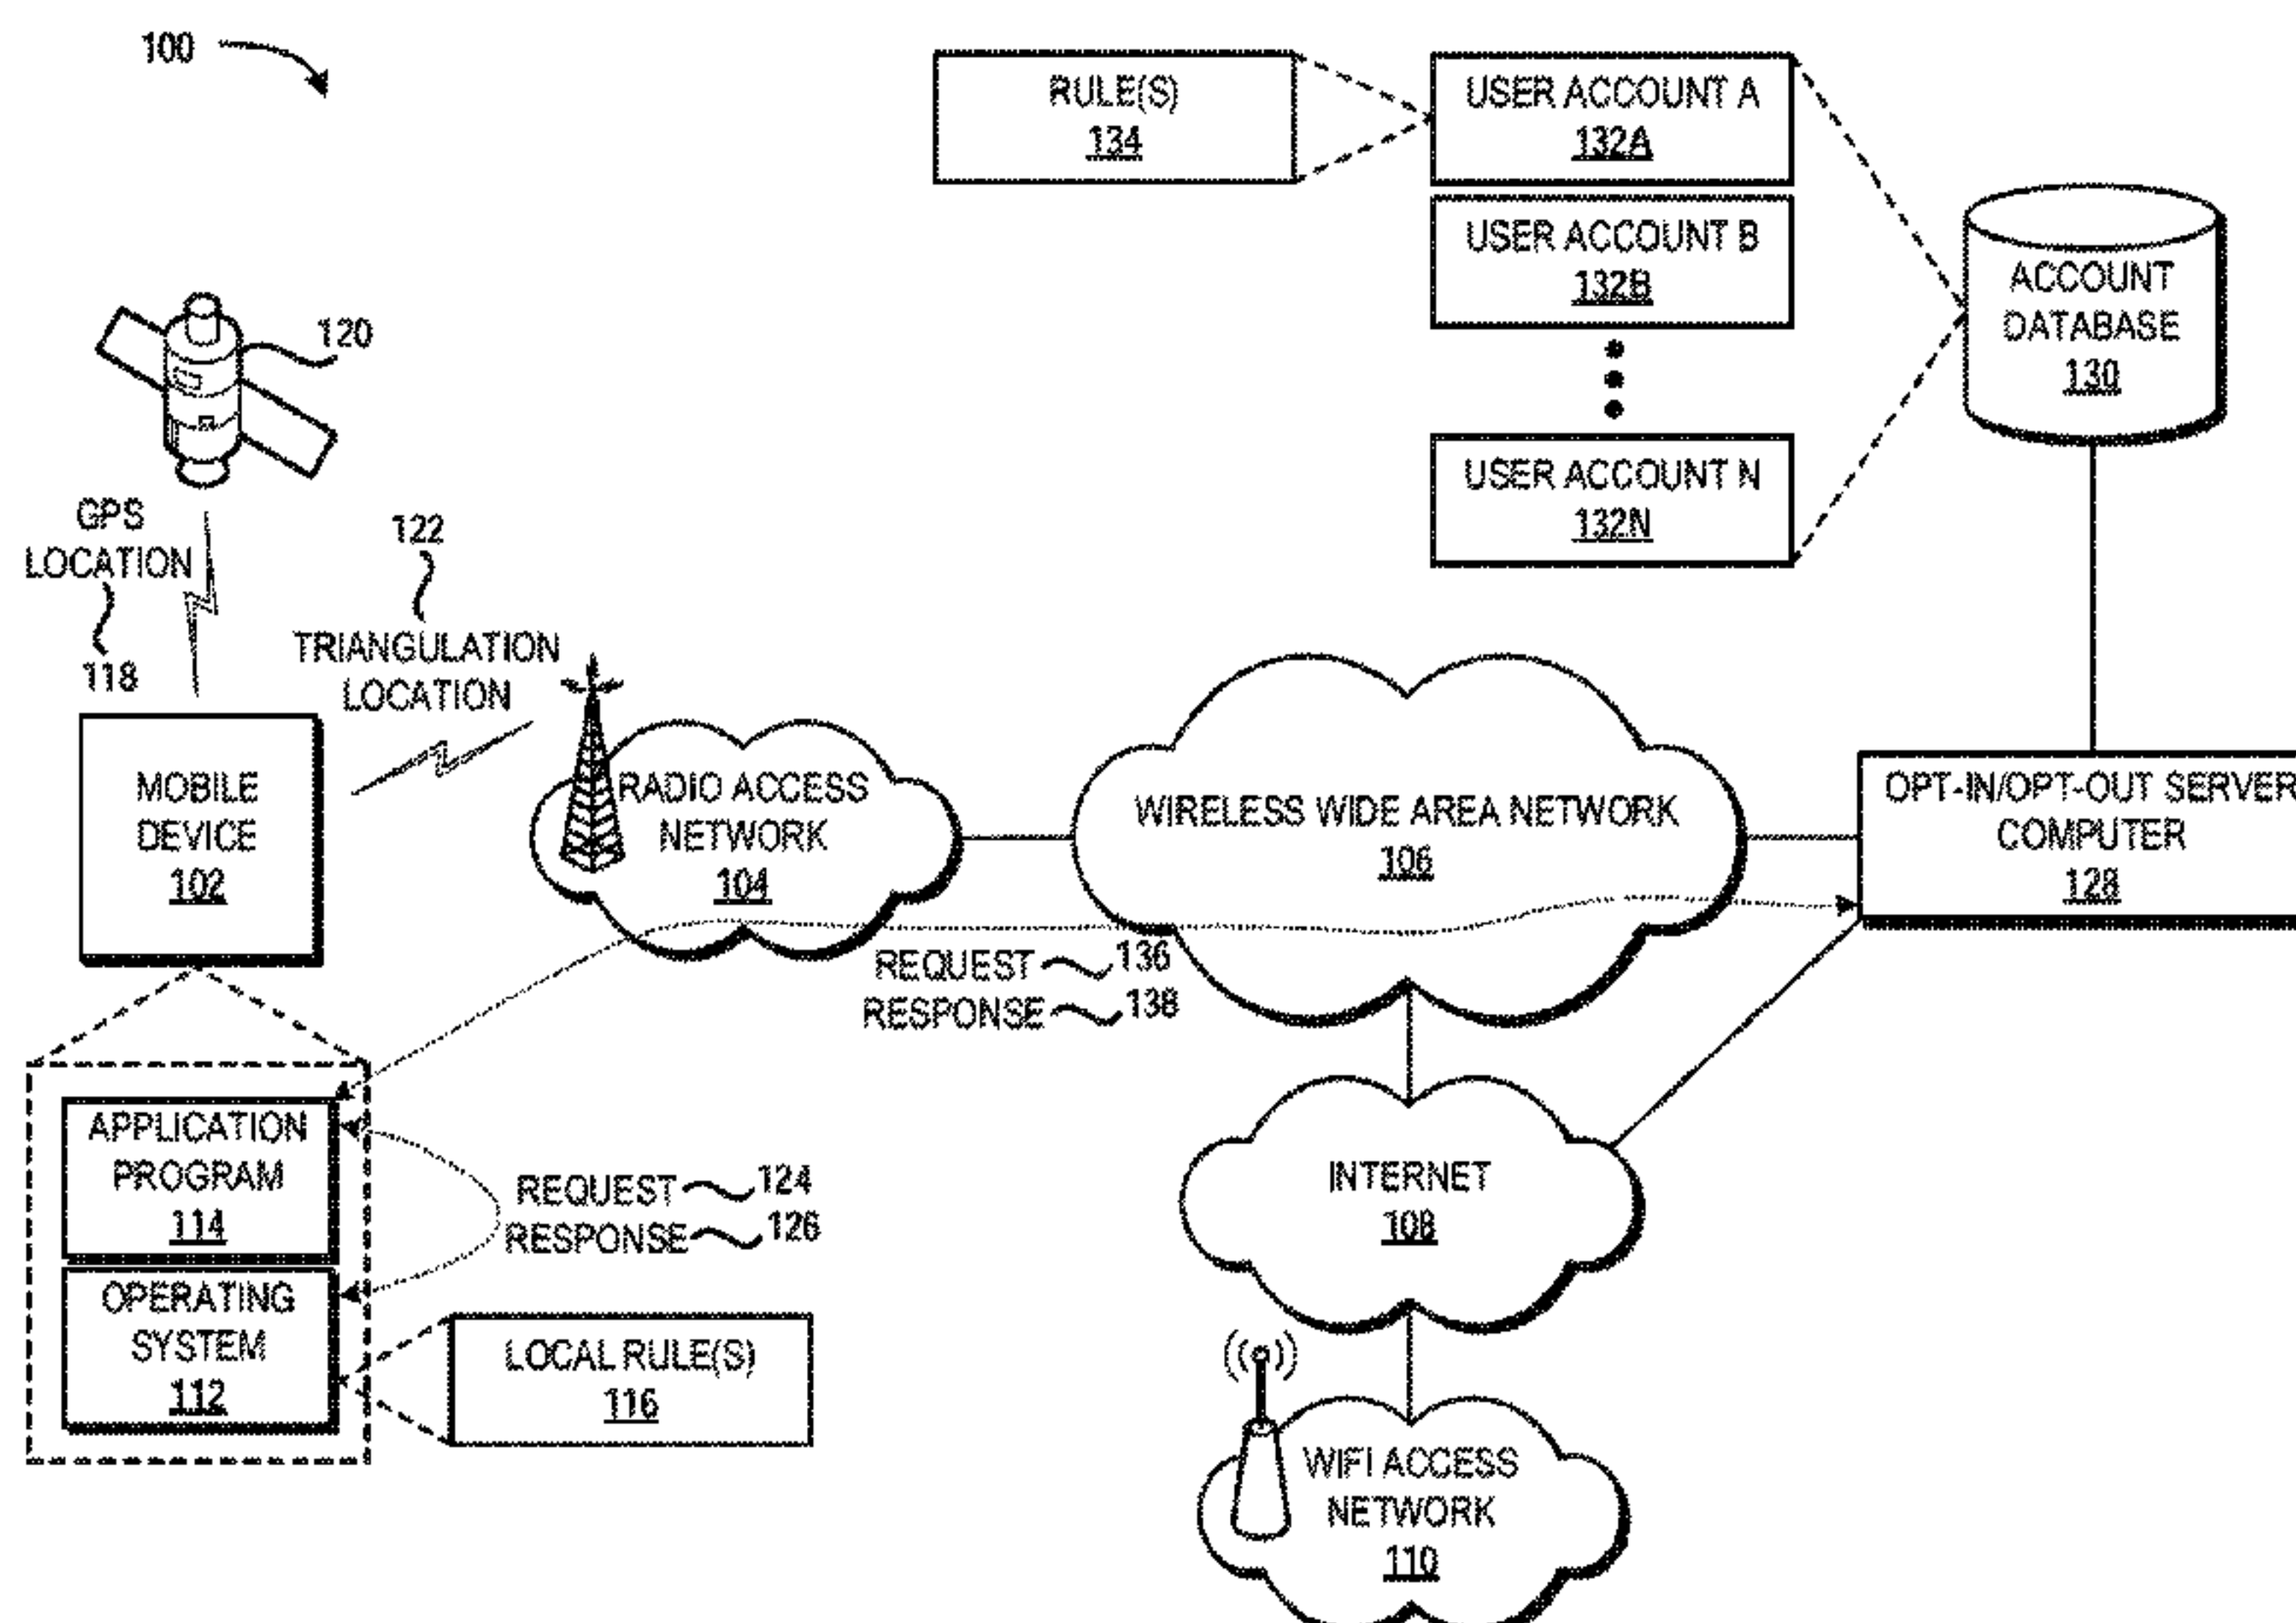 100
RULE(S)
134
USER ACCOUNT A
132A
USER ACCOUNT B
132B
USER ACCOUNT N
132N
ACCOUNT
DATABASE
130
120
GPS
LOCATION
118
122
TRIANGULATION
LOCATION
MOBILE
DEVICE
102
RADIO ACCESS
NETWORK
104
WIRELESS WIDE AREA NETWORK
106
OPT-IN/OPT-OUT SERVER
COMPUTER
128
REQUEST 136
RESPONSE 138
APPLICATION
PROGRAM
114
REQUEST 124
RESPONSE 126
OPERATING
SYSTEM
112
LOCAL RULE(S)
116
INTERNET
108
WIFI ACCESS
NETWORK
110